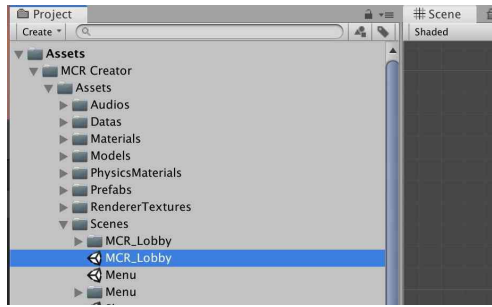 Project
# Scene
Create
Shaded
Assets
MCR Creator
Assets
Audios
Datas
Materials
Models
PhysicsMaterials
Prefabs
RendererTextures
Scenes
MCR_Lobby
MCR_Lobby
Menu
Menu